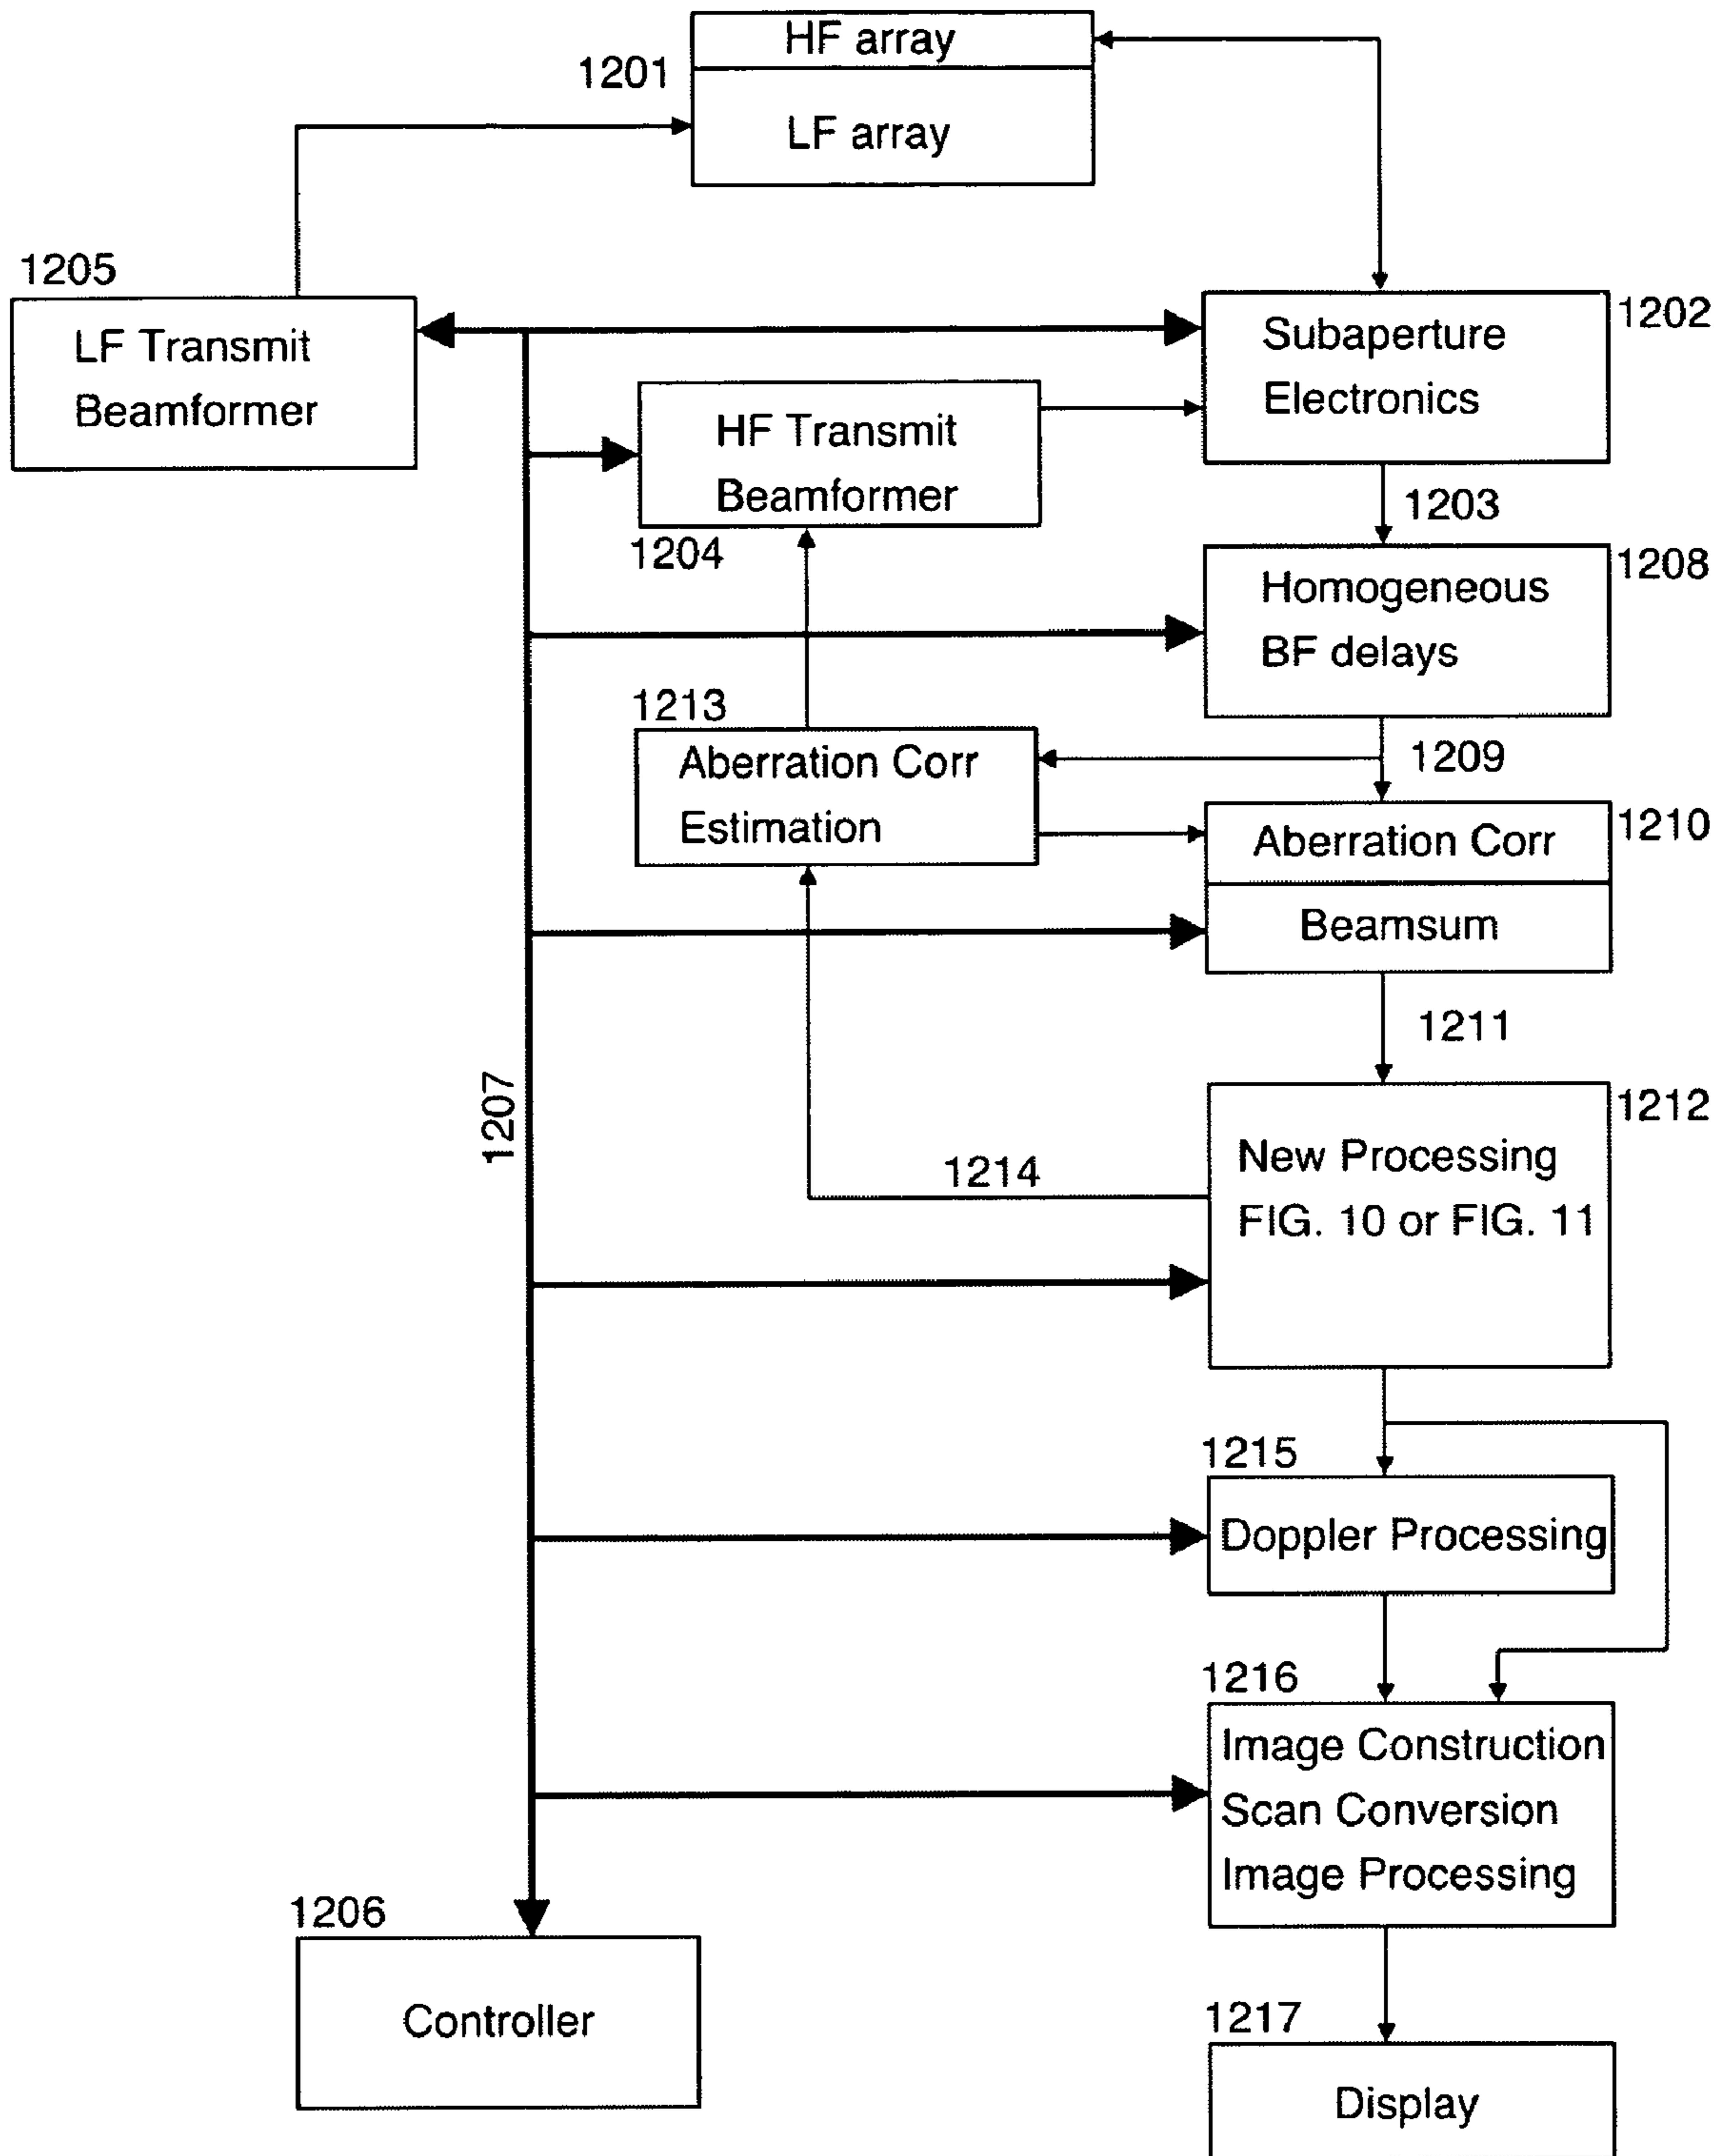 HF array
1201
LF array
1205
LF Transmit
Beamformer
1202
Subaperture
Electronics
HF Transmit
Beamformer
1204
1203
1208
Homogeneous
BF delays
1213
Aberration Corr
Estimation
1209
1210
Aberration Corr
Beamsum
1211
1207
1212
New Processing
FIG. 10 or FIG. 11
1214
1215
Doppler Processing
1216
Image Construction
Scan Conversion
Image Processing
1206
Controller
1217
Display